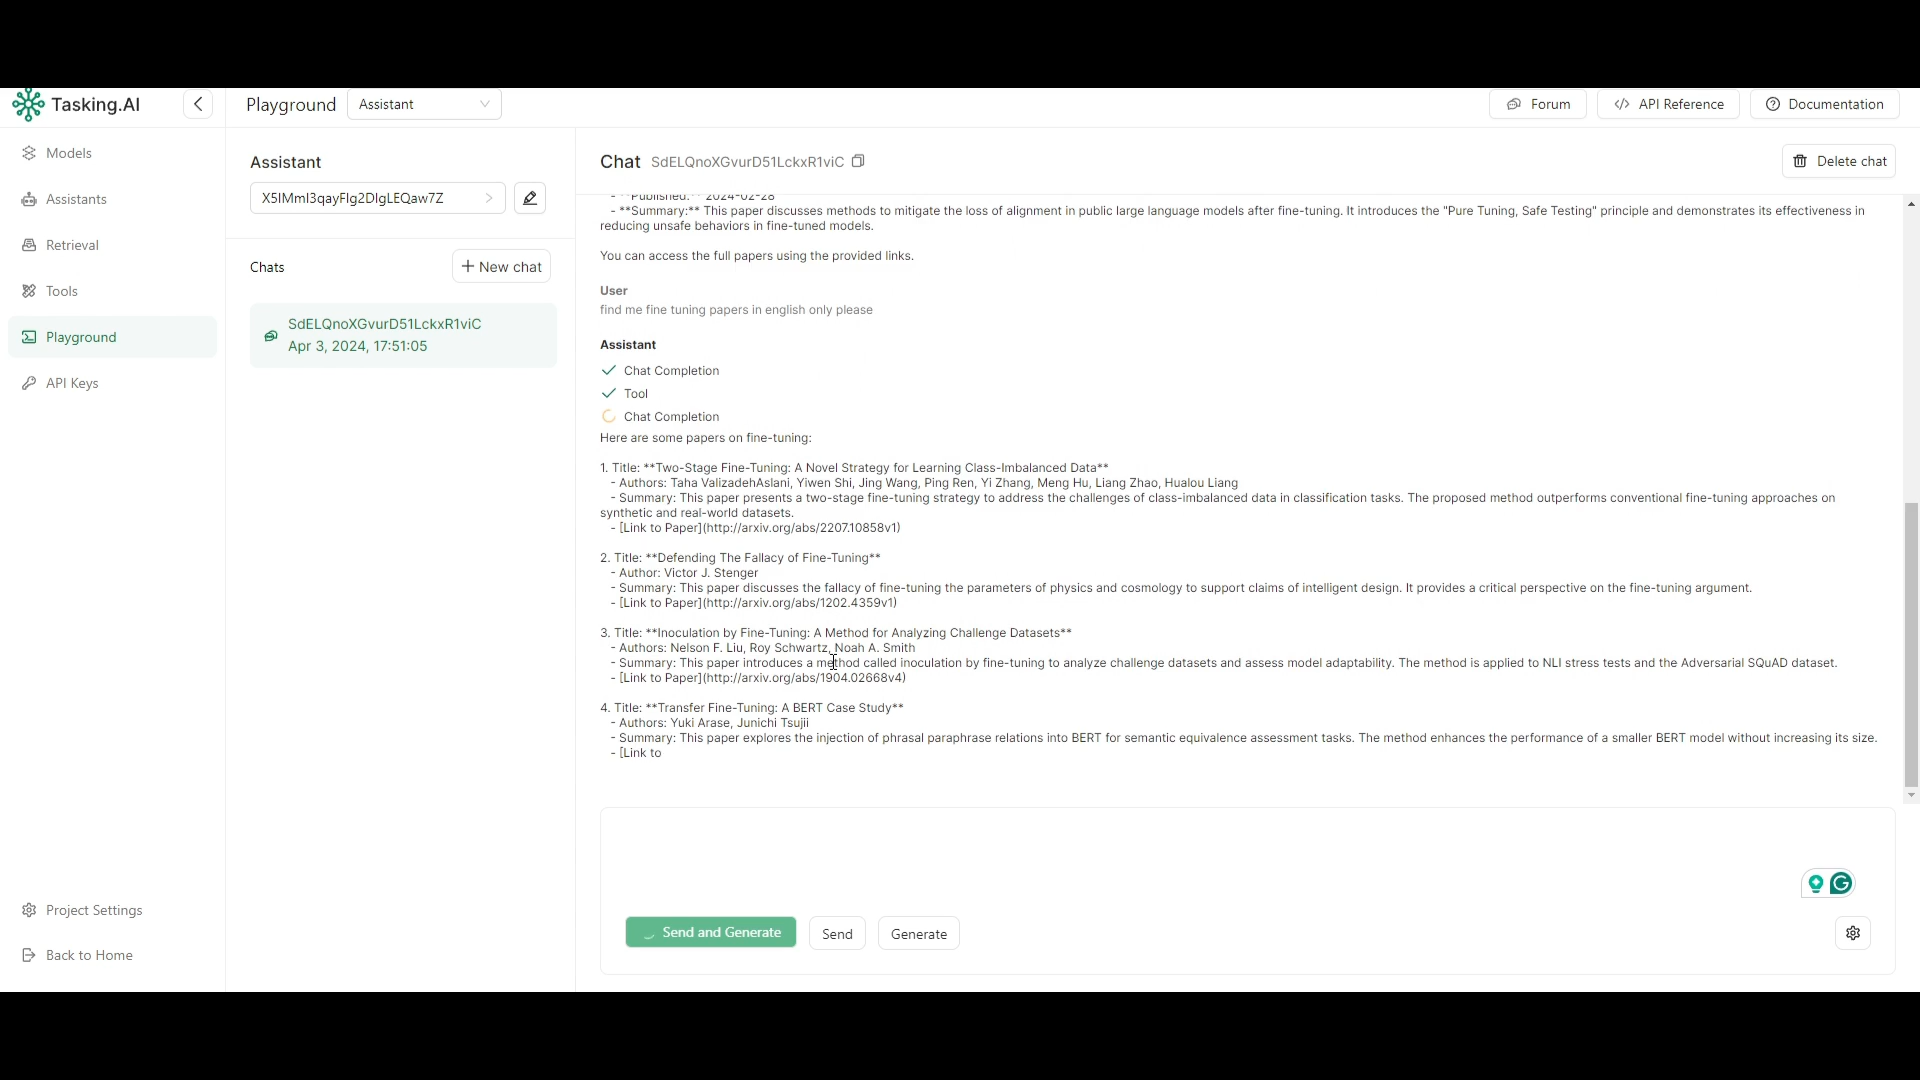 Tasking.AI
Playground
Assistant
Forum
</> API Reference
Documentation
Models
Assistants
Retrieval
Tools
Playground
API Keys
Project Settings
Back to Home
Assistant
X5IMmI3qayFIg2DIgLEQaw7Z
Chats
+ New chat
SdELQnoXGvurD51LckxR1viC
Apr 3, 2024, 17:51:05
Chat SdELQnoXGvurD51LckxR1viC
Delete chat
- **Published:** 2024-02-28
- **Summary:** This paper discusses methods to mitigate the loss of alignment in public large language models after fine-tuning. It introduces the "Pure Tuning, Safe Testing" principle and demonstrates its effectiveness in
reducing unsafe behaviors in fine-tuned models.
You can access the full papers using the provided links.
User
find me fine tuning papers in english only please
Assistant
Chat Completion
Tool
Chat Completion
Here are some papers on fine-tuning:
1. Title: **Two-Stage Fine-Tuning: A Novel Strategy for Learning Class-Imbalanced Data**
- Authors: Taha ValizadehAslani, Yiwen Shi, Jing Wang, Ping Ren, Yi Zhang, Meng Hu, Liang Zhao, Hualou Liang
- Summary: This paper presents a two-stage fine-tuning strategy to address the challenges of class-imbalanced data in classification tasks. The proposed method outperforms conventional fine-tuning approaches on
synthetic and real-world datasets.
- [Link to Paper](http://arxiv.org/abs/2207.10858v1)
2. Title: **Defending The Fallacy of Fine-Tuning**
- Author: Victor J. Stenger
- Summary: This paper discusses the fallacy of fine-tuning the parameters of physics and cosmology to support claims of intelligent design. It provides a critical perspective on the fine-tuning argument.
- [Link to Paper](http://arxiv.org/abs/1202.4359v1)
3. Title: **Inoculation by Fine-Tuning: A Method for Analyzing Challenge Datasets**
- Authors: Nelson F. Liu, Roy Schwartz, Noah A. Smith
- Summary: This paper introduces a method called inoculation by fine-tuning to analyze challenge datasets and assess model adaptability. The method is applied to NLI stress tests and the Adversarial SQuAD dataset.
- [Link to Paper](http://arxiv.org/abs/1904.02668v4)
4. Title: **Transfer Fine-Tuning: A BERT Case Study**
- Authors: Yuki Arase, Junichi Tsujii
- Summary: This paper explores the injection of phrasal paraphrase relations into BERT for semantic equivalence assessment tasks. The method enhances the performance of a smaller BERT model without increasing its size.
- [Link to
Send and Generate
Send
Generate